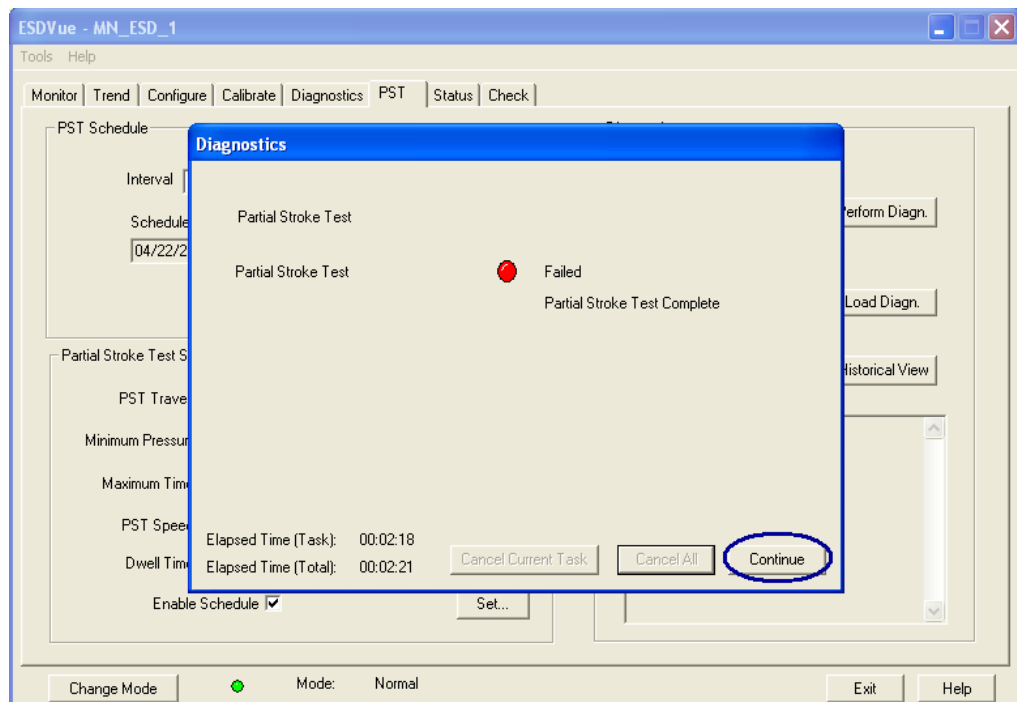 ESDVue - MN_ESD_1
Tools Help
Monitor Trend Configure Calibrate Diagnostics PST Status Check
PST Schedule
Diagnostics
Interval
Schedule
04/22/2
Partial Stroke Test
Perform Diagn.
Partial Stroke Test Failed
Partial Stroke Test Complete
Load Diagn.
Partial Stroke Test S
Historical View
PST Trave
Minimum Pressur
Maximum Tim
PST Spee
Elapsed Time (Task): 00:02:18
Dwell Tim
Elapsed Time (Total): 00:02:21
Cancel Current Task Cancel All Continue
Enable Schedule Set...
Change Mode Mode: Normal Exit Help